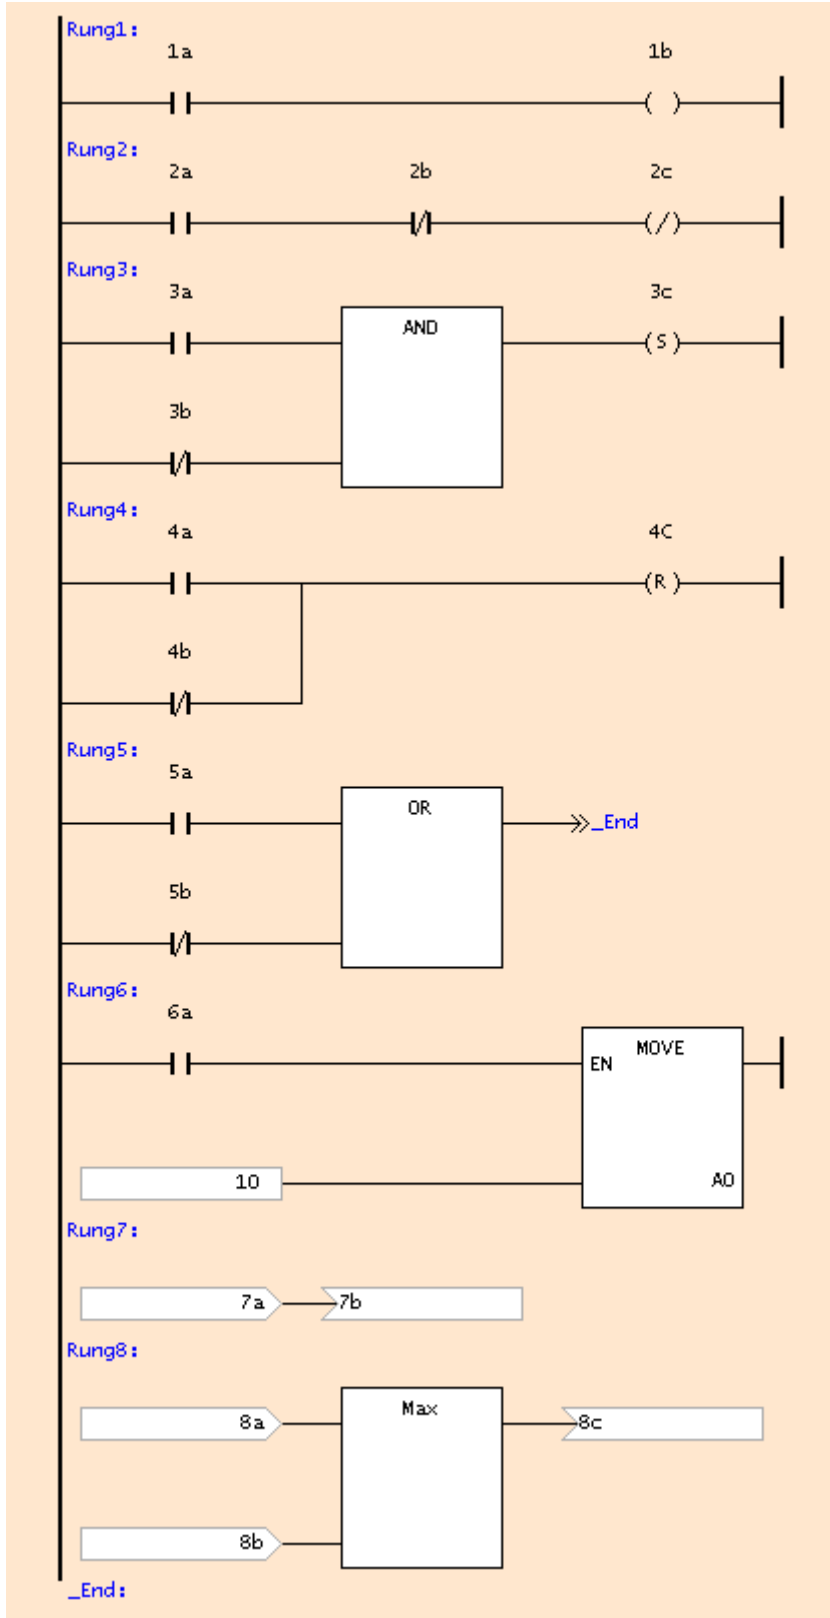 Rung1:
1a 1b
( )
Rung2:
2a 2b 2c
(/)
Rung3:
3a 3c
AND
(S)
3b
Rung4:
4a 4C
(R)
4b
Rung5:
5a
OR
_End
5b
Rung6:
6a
MOVE
EN
10 AO
Rung7:
7a 7b
Rung8:
Max
8a 8c
8b
_End: